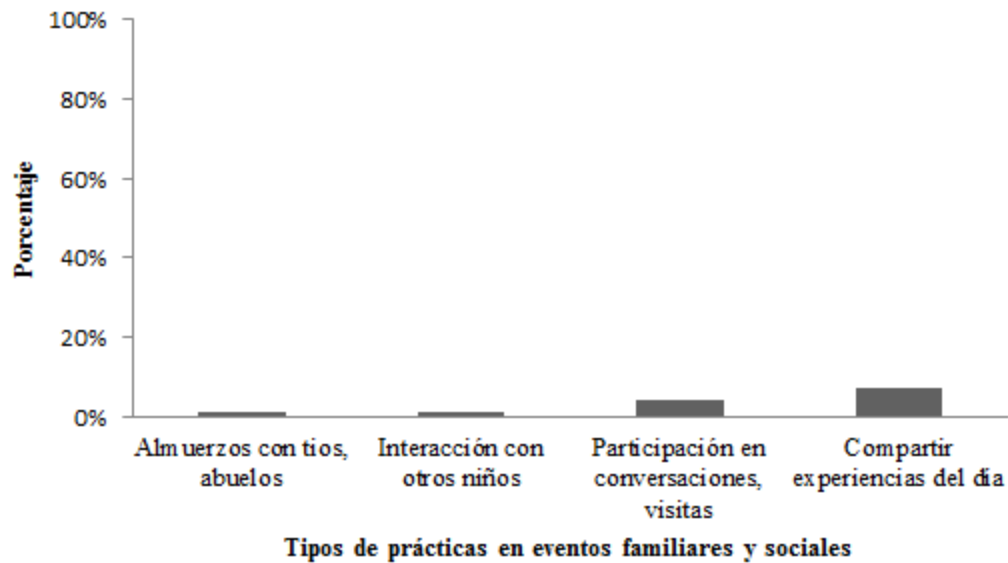 100%
80%
60%
40%
20%
0%
Porcentaje
Almuerzos con tios,
abuelos
Interacción con
otros niños
Participación en
conversaciones,
visitas
Compartir
experiencias del día
Tipos de prácticas en eventos familiares y sociales